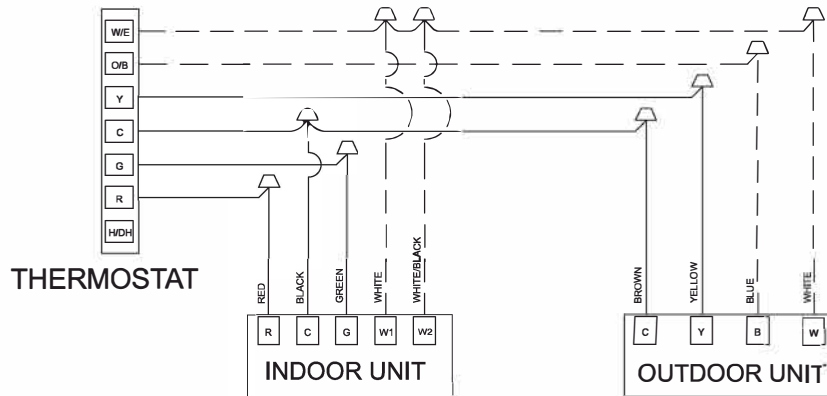 W/E
O/B
Y
C
G
R
H/DH
THERMOSTAT
RED
BLACK
GREEN
WHITE
WHITE/BLACK
BROWN
YELLOW
BLUE
WHITE
R C G W1 W2
C Y B W
INDOOR UNIT
OUTDOOR UNIT